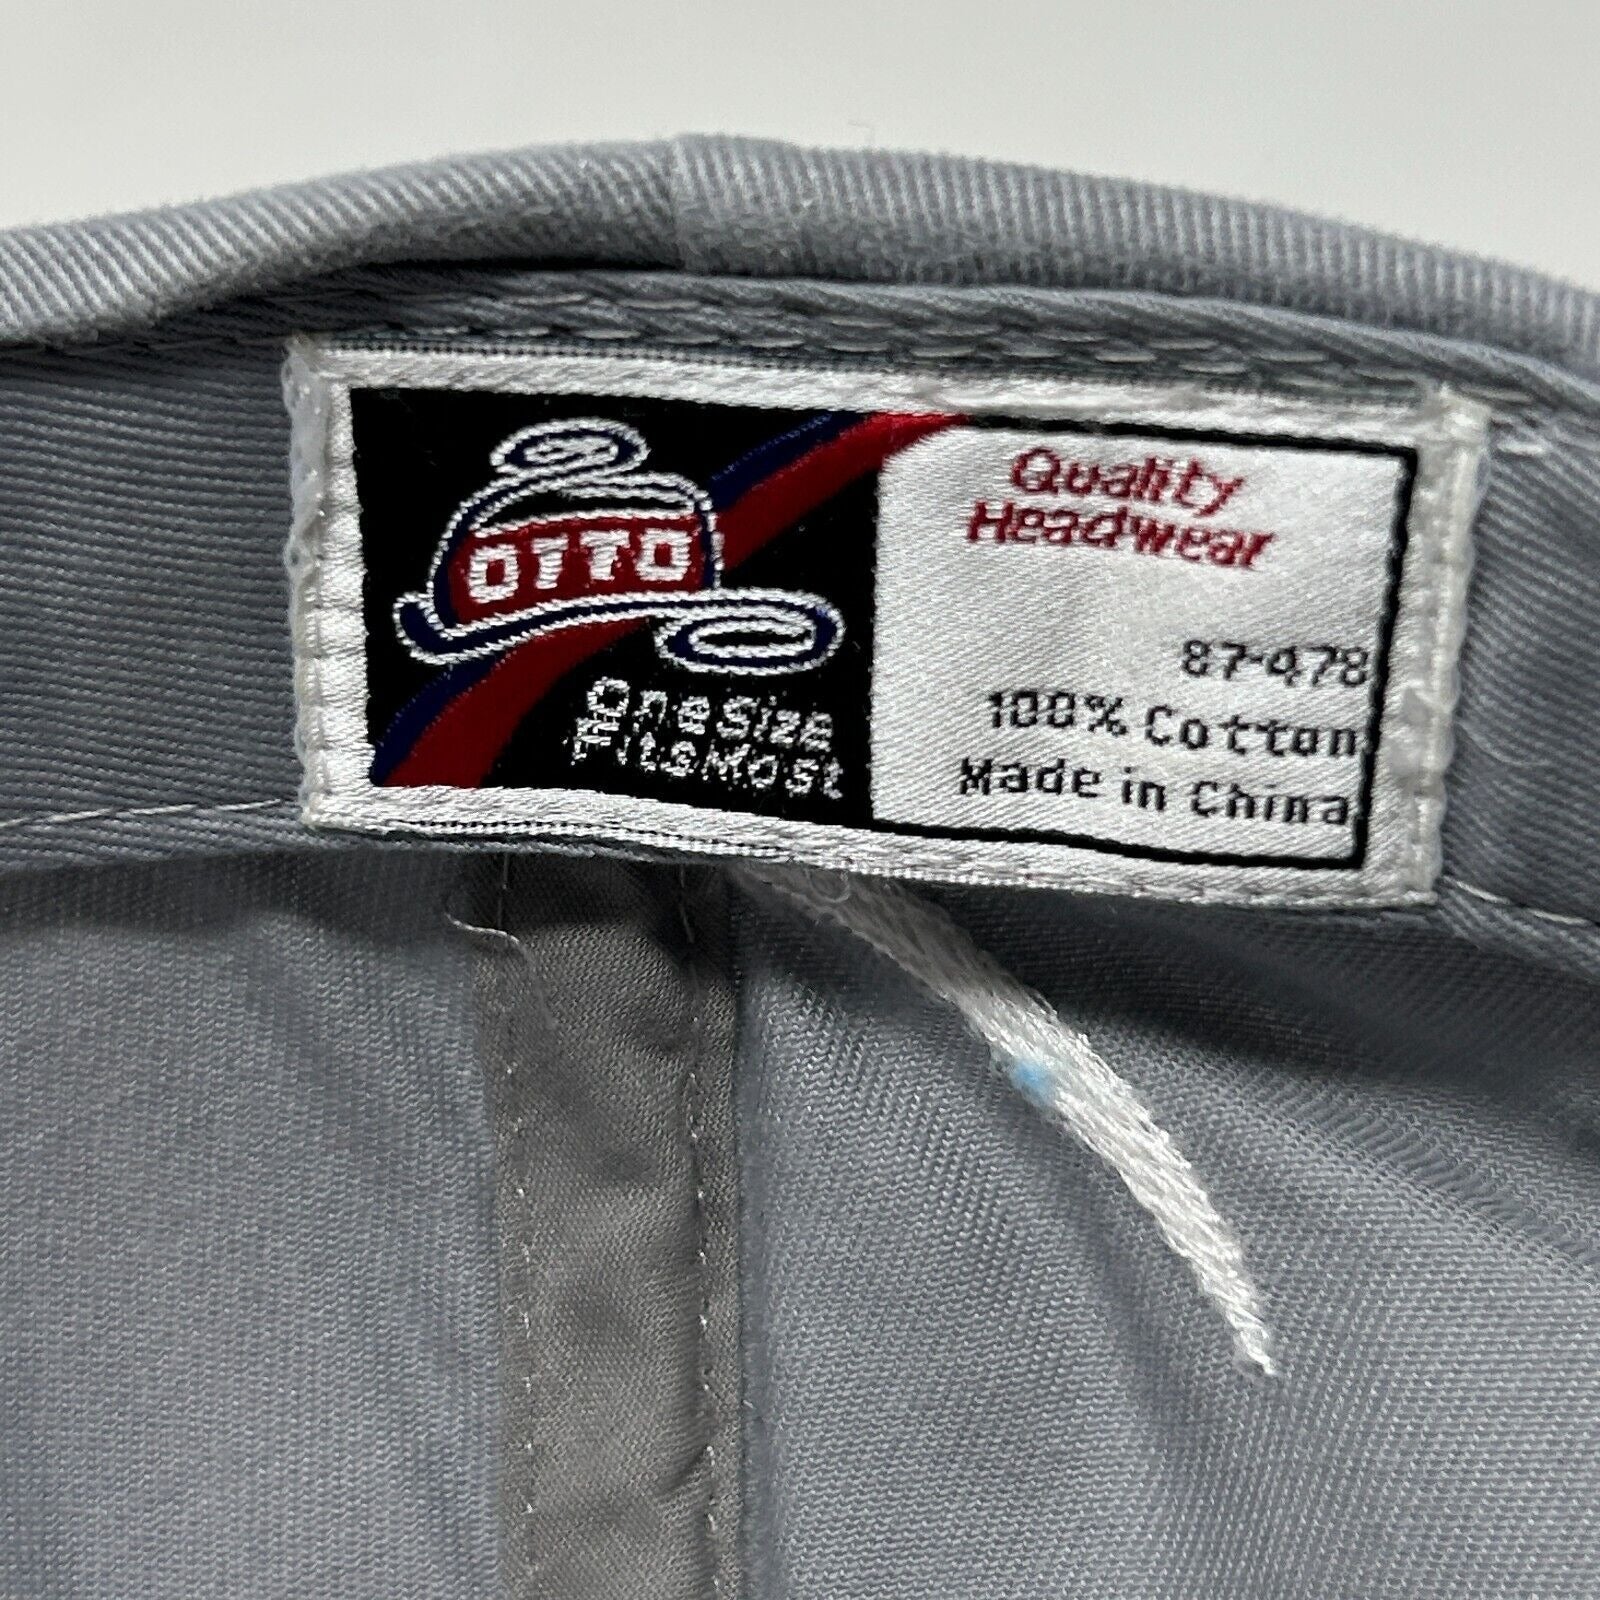 OTTO
One Size
Fits Most
Quality
Headwear
87-478
100% Cotton
Made in China